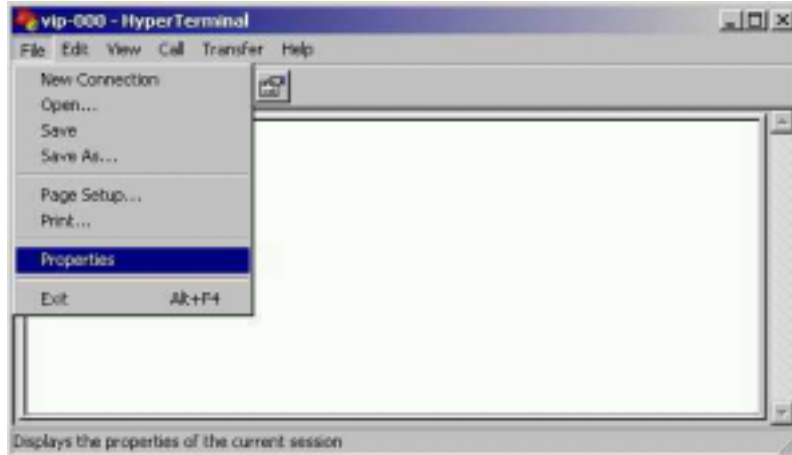 vip-000 - HyperTerminal
File Edit View Call Transfer Help
New Connection
Open...
Save
Save As...
Page Setup...
Print...
Properties
Exit Alt+F4
Displays the properties of the current session